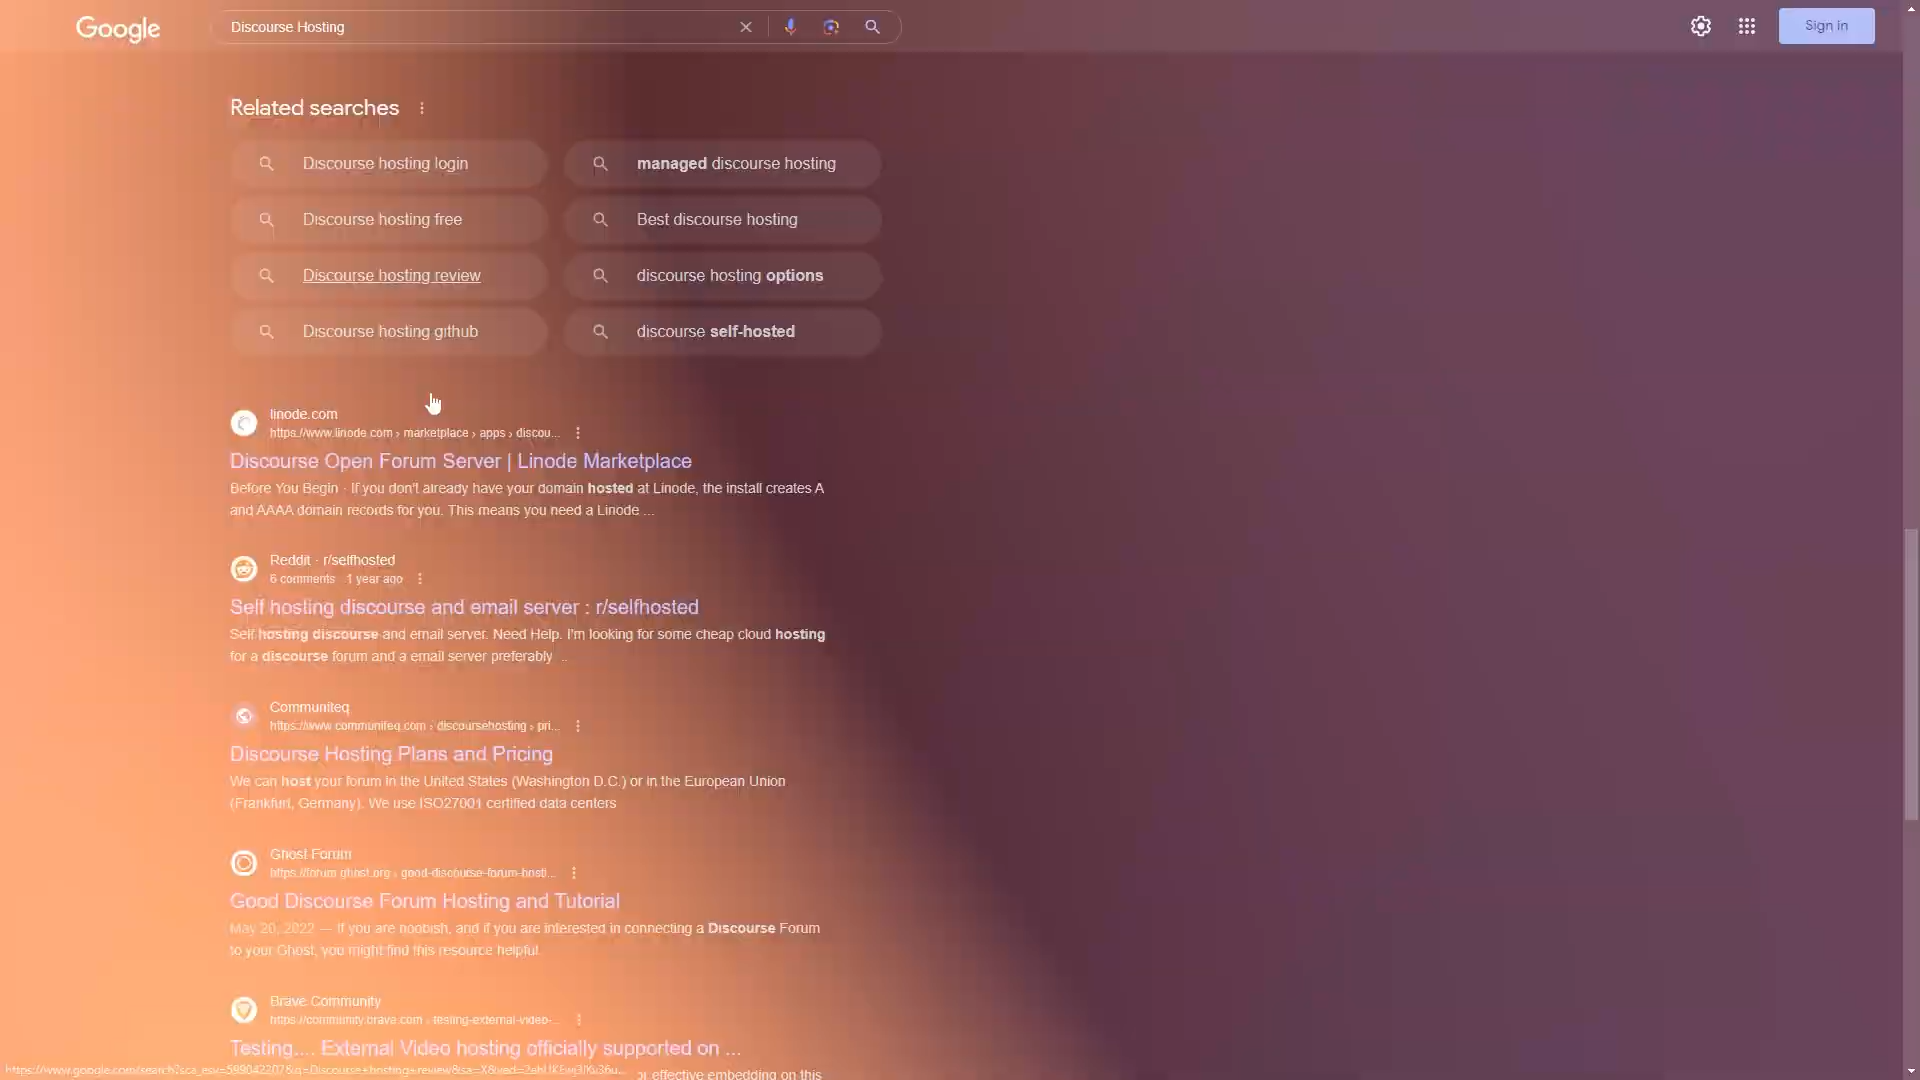 Google
Discourse Hosting
Sign in
Related searches
Discourse hosting login
managed discourse hosting
Discourse hosting free
Best discourse hosting
Discourse hosting review
discourse hosting options
Discourse hosting github
discourse self-hosted
linode.com
https://www.linode.com › marketplace › apps › discou...
Discourse Open Forum Server | Linode Marketplace
Before You Begin · If you don't already have your domain hosted at Linode, the install creates A
and AAAA domain records for you. This means you need a Linode ...
Reddit · r/selfhosted
6 comments · 1 year ago
Self hosting discourse and email server : r/selfhosted
Self hosting discourse and email server. Need Help. I'm looking for some cheap cloud hosting
for a discourse forum and a email server preferably ...
Communiteq
https://www.communiteq.com › discoursehosting › pri...
Discourse Hosting Plans and Pricing
We can host your forum in the United States (Washington D.C.) or in the European Union
(Frankfurt, Germany). We use ISO27001 certified data centers
Ghost Forum
https://forum.ghost.org › good-discourse-forum-hosti...
Good Discourse Forum Hosting and Tutorial
May 20, 2022 — If you are noobish, and if you are interested in connecting a Discourse Forum
to your Ghost, you might find this resource helpful.
Brave Community
https://community.brave.com › testing-external-video-...
Testing.... External Video hosting officially supported on ...
effective embedding on this